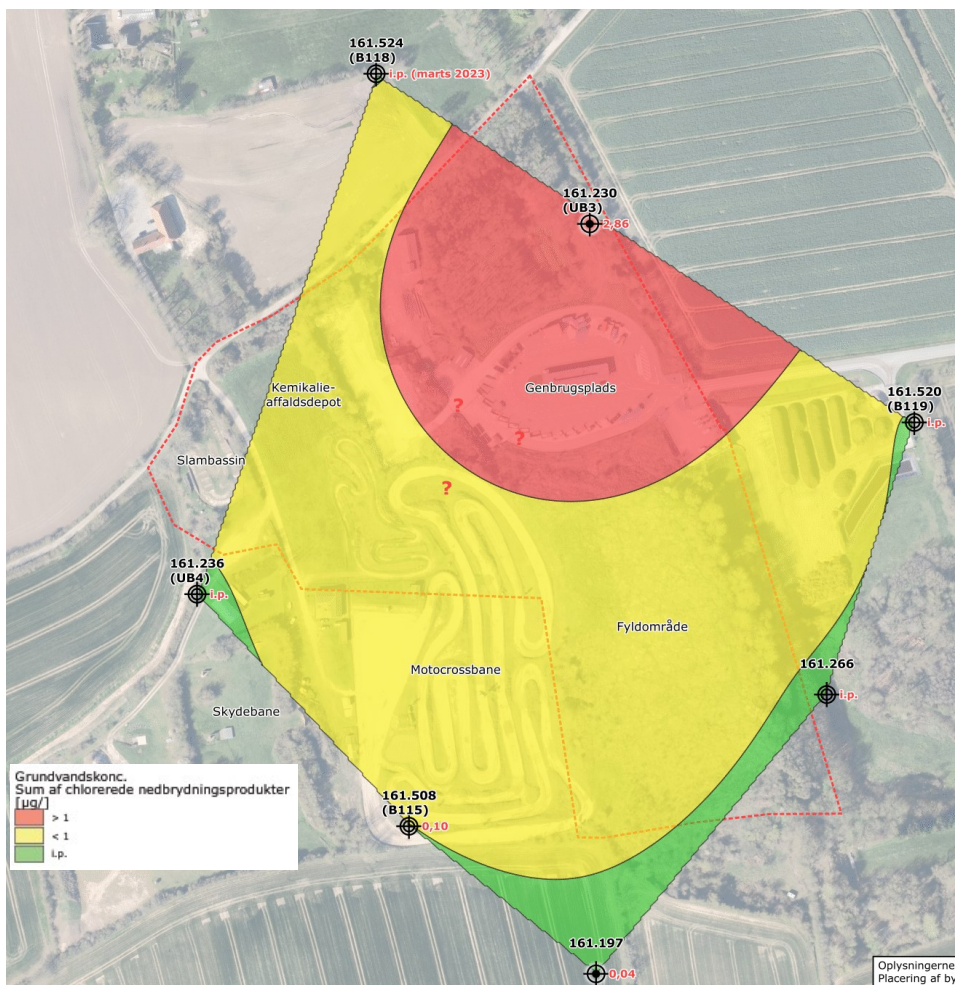 161.524
(B118)
i.p. (marts 2023)
161.230
(UB3)
2,86
Kemikalie-
affaldsdepot
Genbrugsplads
?
?
?
161.520
(B119)
i.p.
Slambassin
161.236
(UB4)
i.p.
Fyldområde
Motocrossbane
161.266
i.p.
Skydebane
Grundvandskonc.
Sum af chlorerede nedbrydningsprodukter
[µg/]
> 1
< 1
i.p.
161.508
(B115)
0,10
161.197
0,04
Oplysningerne
Placering af by